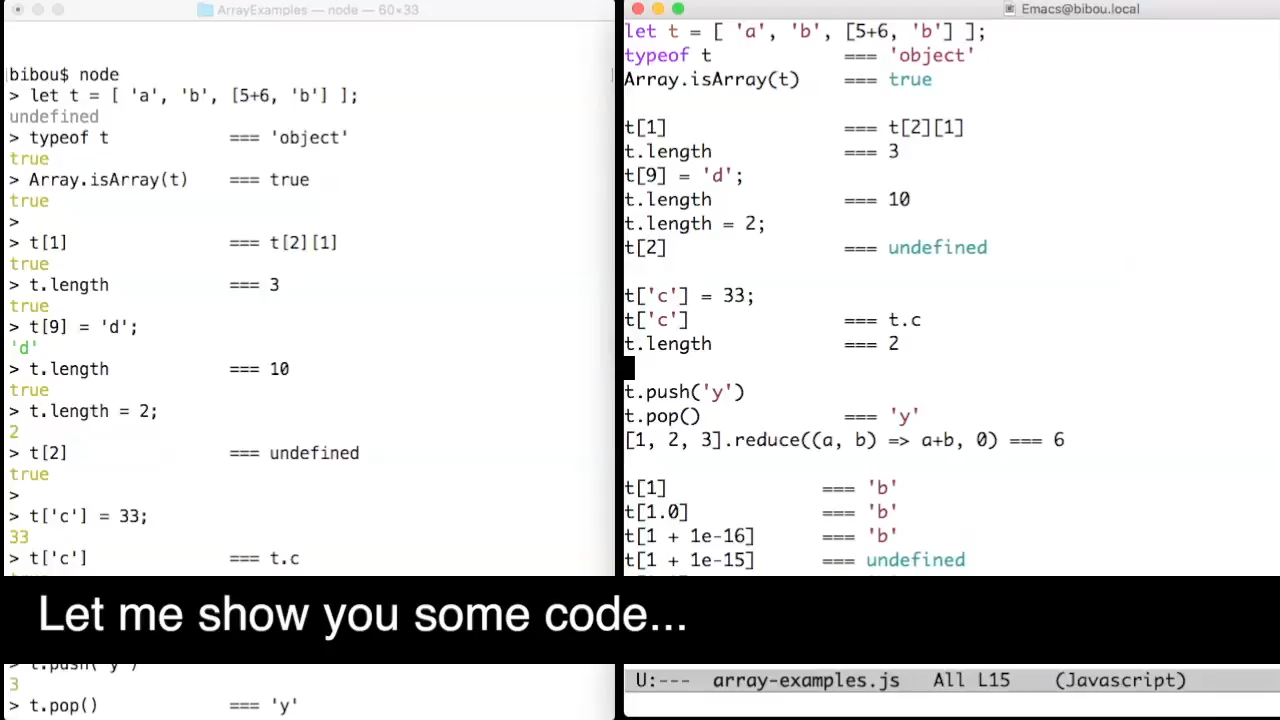 ArrayExamples — node — 60×33
bibou$ node
> let t = [ 'a', 'b', [5+6, 'b'] ];
undefined
> typeof t === 'object'
true
> Array.isArray(t) === true
true
>
> t[1] === t[2][1]
true
> t.length === 3
true
> t[9] = 'd';
'd'
> t.length === 10
true
> t.length = 2;
2
> t[2] === undefined
true
>
> t['c'] = 33;
33
> t['c'] === t.c
> t.push('y')
3
> t.pop() === 'y'
Emacs@bibou.local
let t = [ 'a', 'b', [5+6, 'b'] ];
typeof t === 'object'
Array.isArray(t) === true
t[1] === t[2][1]
t.length === 3
t[9] = 'd';
t.length === 10
t.length = 2;
t[2] === undefined
t['c'] = 33;
t['c'] === t.c
t.length === 2
t.push('y')
t.pop() === 'y'
[1, 2, 3].reduce((a, b) => a+b, 0) === 6
t[1] === 'b'
t[1.0] === 'b'
t[1 + 1e-16] === 'b'
t[1 + 1e-15] === undefined
Let me show you some code...
U:--- array-examples.js All L15 (Javascript)